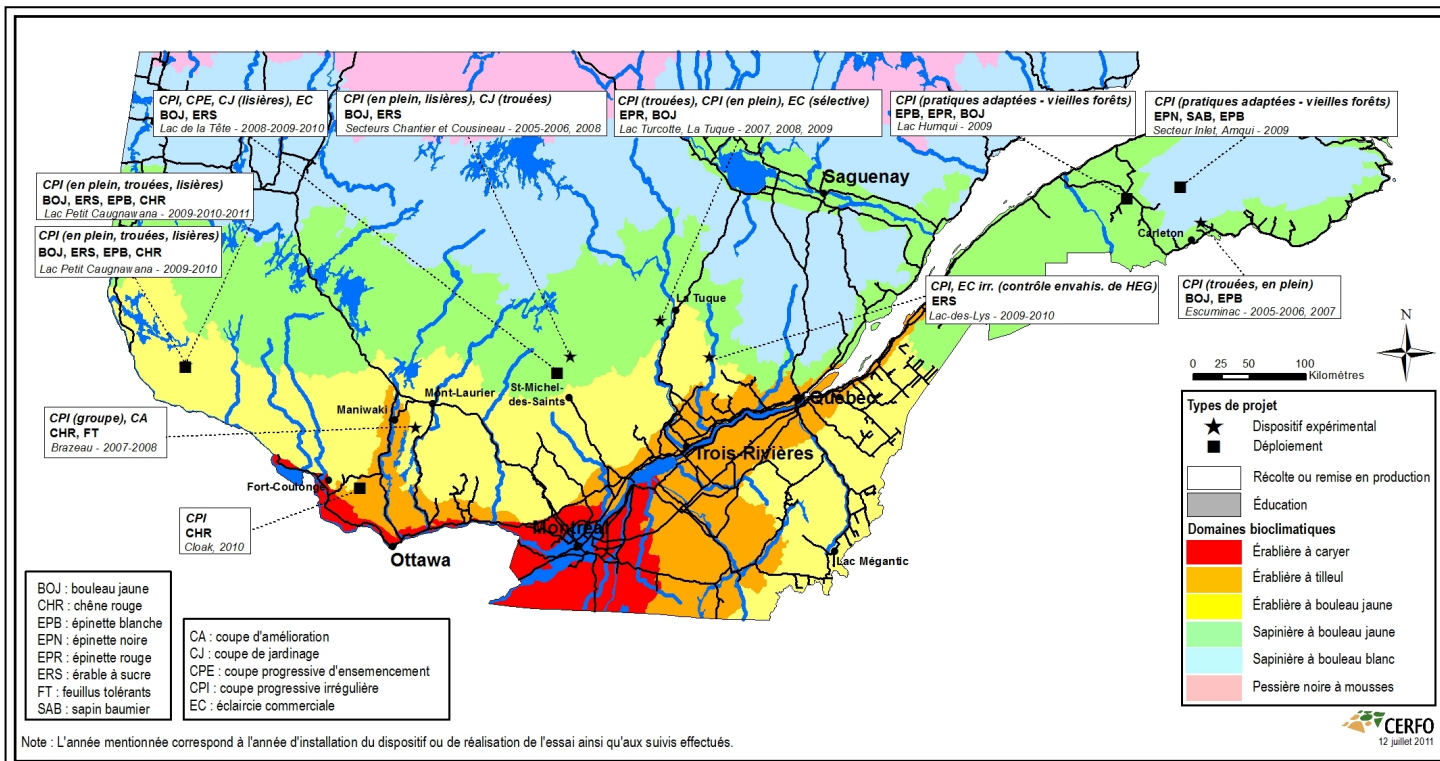 CPI, CPE, CJ (lisières), EC
BOJ, ERS
Lac de la Tête - 2008-2009-2010
CPI (en plein, lisières), CJ (trouées)
BOJ, ERS
Secteurs Chantier et Cousineau - 2005-2006, 2008
CPI (trouées), CPI (en plein), EC (sélective)
EPR, BOJ
Lac Turcotte, La Tuque - 2007, 2008, 2009
CPI (pratiques adaptées - vieilles forêts)
EPB, EPR, BOJ
Lac Humqui - 2009
CPI (pratiques adaptées - vieilles forêts)
EPN, SAB, EPB
Secteur Inlet, Amqui - 2009
CPI (en plein, trouées, lisières)
BOJ, ERS, EPB, CHR
Lac Petit Caugnawana - 2009-2010-2011
CPI (en plein, trouées, lisières)
BOJ, ERS, EPB, CHR
Lac Petit Caugnawana - 2009-2010
Saguenay
Carleton
CPI (trouées, en plein)
BOJ, EPB
Escuminac - 2005-2006, 2007
CPI, EC irr. (contrôle envahis. de HEG)
ERS
Lac-des-Lys - 2009-2010
La Tuque
St-Michel-
des-Saints
Mont-Laurier
Maniwaki
Québec
Trois-Rivières
CPI (groupe), CA
CHR, FT
Brazeau - 2007-2008
Fort-Coulonge
CPI
CHR
Cloak, 2010
Ottawa
Montréal
Lac Mégantic
N
0 25 50 100
Kilomètres
Types de projet
Dispositif expérimental
Déploiement
Récolte ou remise en production
Éducation
Domaines bioclimatiques
Érablière à caryer
Érablière à tilleul
Érablière à bouleau jaune
Sapinière à bouleau jaune
Sapinière à bouleau blanc
Pessière noire à mousses
BOJ : bouleau jaune
CHR : chêne rouge
EPB : épinette blanche
EPN : épinette noire
EPR : épinette rouge
ERS : érable à sucre
FT : feuillus tolérants
SAB : sapin baumier
CA : coupe d'amélioration
CJ : coupe de jardinage
CPE : coupe progressive d'ensemencement
CPI : coupe progressive irrégulière
EC : éclaircie commerciale
CERFO
12 juillet 2011
Note : L'année mentionnée correspond à l'année d'installation du dispositif ou de réalisation de l'essai ainsi qu'aux suivis effectués.